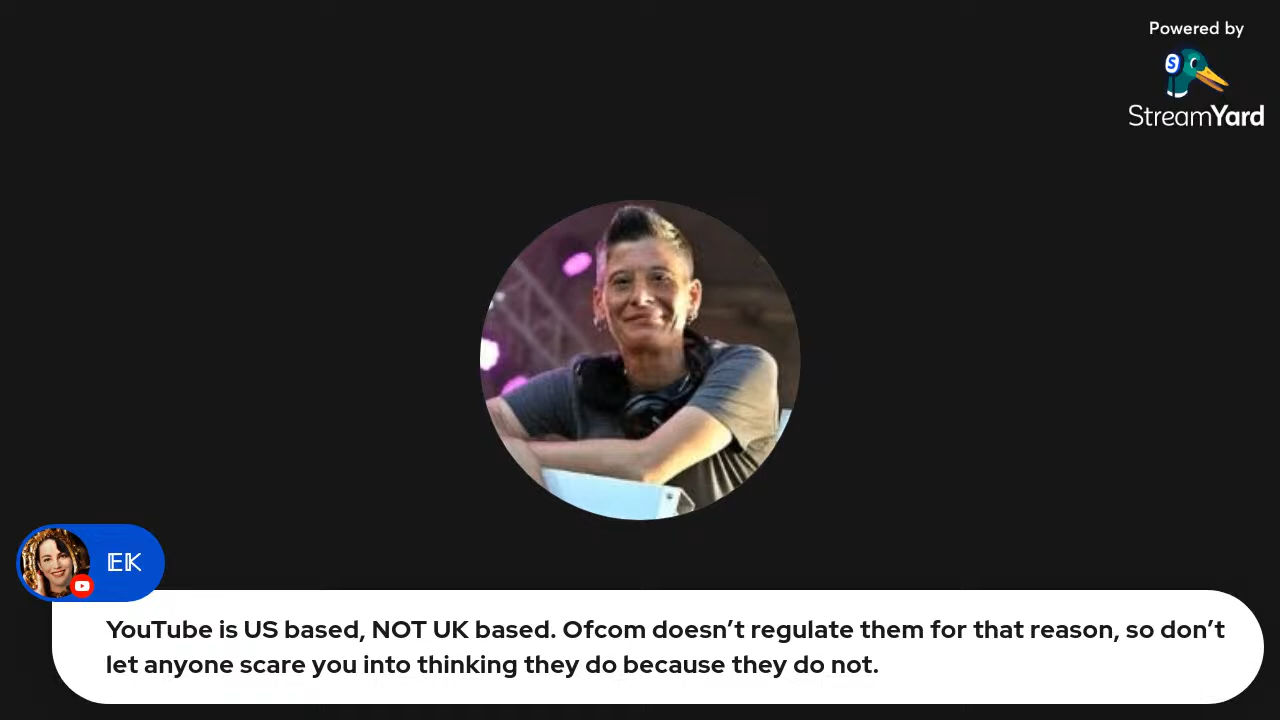 Powered by
S
StreamYard
𝔼𝕂
YouTube is US based, NOT UK based. Ofcom doesn’t regulate them for that reason, so don’t
let anyone scare you into thinking they do because they do not.